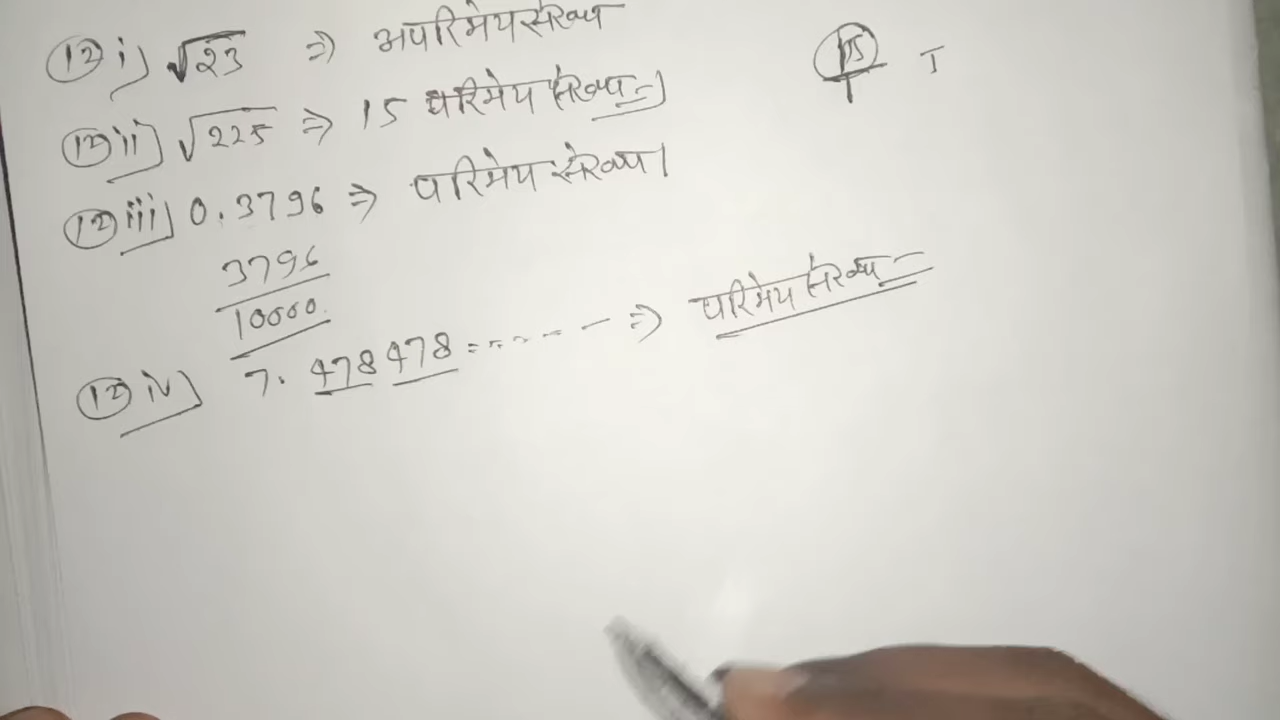 12 i) √23 ⇒ अपरिमेय संख्या
12 ii) √225 ⇒ 15 परिमेय संख्या
15
1
I
12 iii) 0.3796 ⇒ परिमेय संख्या।
3796
10000
12 iv) 7.478478 ------ ⇒ परिमेय संख्या